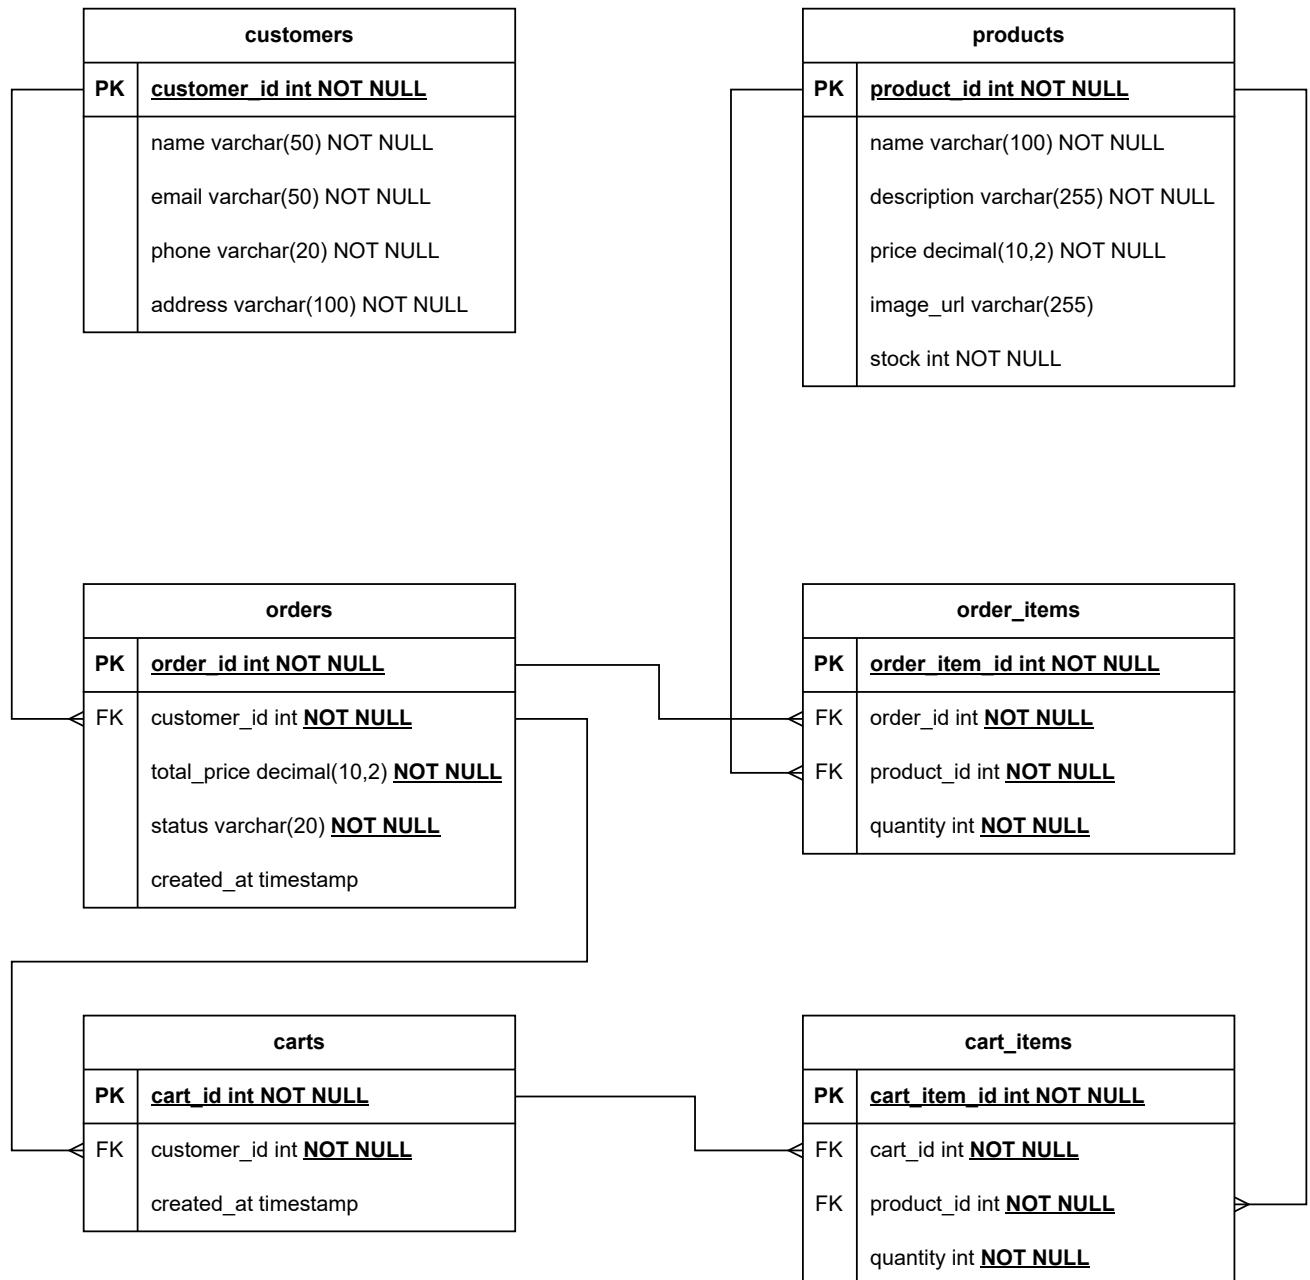 customers
PK customer_id int NOT NULL
name varchar(50) NOT NULL
email varchar(50) NOT NULL
phone varchar(20) NOT NULL
address varchar(100) NOT NULL
products
PK product_id int NOT NULL
name varchar(100) NOT NULL
description varchar(255) NOT NULL
price decimal(10,2) NOT NULL
image_url varchar(255)
stock int NOT NULL
orders
PK order_id int NOT NULL
FK customer_id int NOT NULL
total_price decimal(10,2) NOT NULL
status varchar(20) NOT NULL
created_at timestamp
order_items
PK order_item_id int NOT NULL
FK order_id int NOT NULL
FK product_id int NOT NULL
quantity int NOT NULL
carts
PK cart_id int NOT NULL
FK customer_id int NOT NULL
created_at timestamp
cart_items
PK cart_item_id int NOT NULL
FK cart_id int NOT NULL
FK product_id int NOT NULL
quantity int NOT NULL